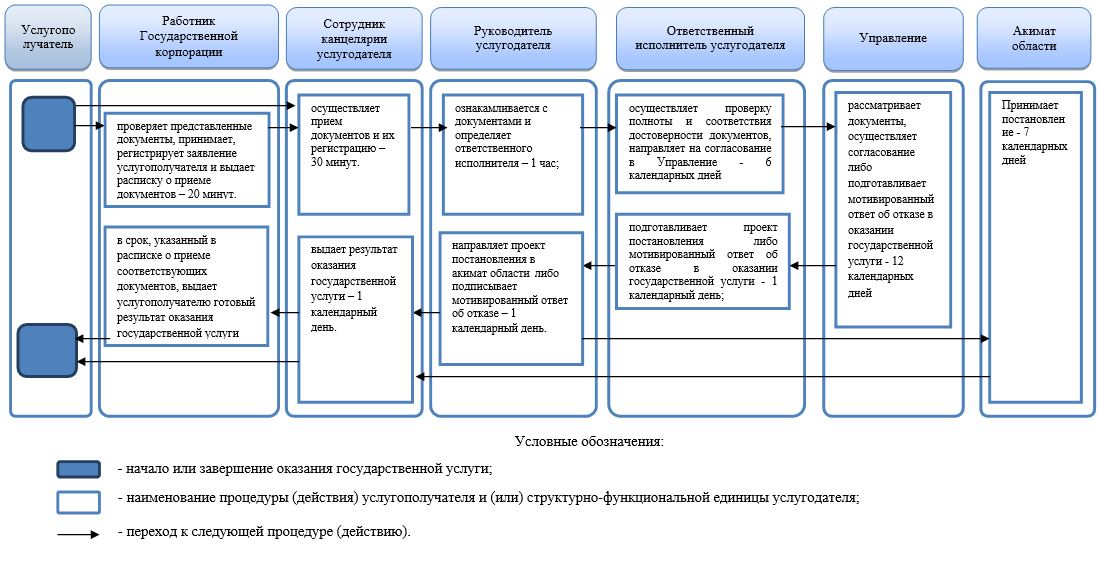 Услугопо
лучатель
Работник
Государственной
корпорации
Сотрудник
канцелярии
услугодателя
Руководитель
услугодателя
Ответственный
исполнитель услугодателя
Управление
Акимат
области
проверяет представленные
документы, принимает,
регистрирует заявление
услугополучателя и выдает
расписку о приеме
документов – 20 минут.
осуществляет
прием
документов и их
регистрацию –
30 минут.
ознакамливается с
документами и
определяет
ответственного
исполнителя – 1 час;
осуществляет проверку
полноты и соответствия
достоверности документов,
направляет на согласование
в Управление - 6
календарных дней
рассматривает
документы,
осуществляет
согласование
либо
подготавливает
мотивированный
ответ об отказе в
оказании
государственной
услуги - 12
календарных
дней
Принимает
постановлен
ие - 7
календарных
дней
в срок, указанный в
расписке о приеме
соответствующих
документов, выдает
услугополучателю готовый
результат оказания
государственной услуги
выдает результат
оказания
государственной
услуги – 1
календарный
день.
направляет проект
постановления в
акимат области либо
подписывает
мотивированный ответ
об отказе – 1
календарный день.
подготавливает проект
постановления либо
мотивированный ответ об
отказе в оказании
государственной услуги - 1
календарный день;
Условные обозначения:
- начало или завершение оказания государственной услуги;
- наименование процедуры (действия) услугополучателя и (или) структурно-функциональной единицы услугодателя;
- переход к следующей процедуре (действию).